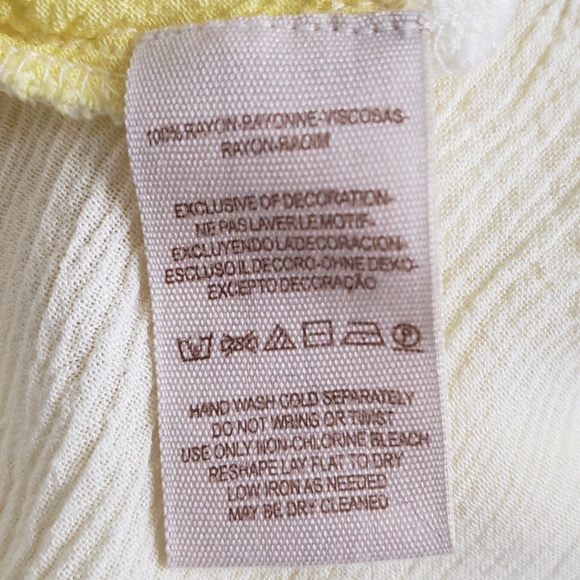 100% RAYON-RAYONNE-VISCOSAS-
RAYON-RAOIM
EXCLUSIVE OF DECORATION-
NE PAS LAVER LE MOTIF-
EXCLUYENDO LA DECORACION-
ESCLUSO IL DECORO-OHNE DEKO-
EXCEPTO DECORAÇÃO
HAND WASH COLD SEPARATELY
DO NOT WRING OR TWIST
USE ONLY NON-CHLORINE BLEACH
RESHAPE LAY FLAT TO DRY
LOW IRON AS NEEDED
MAY BE DRY CLEANED